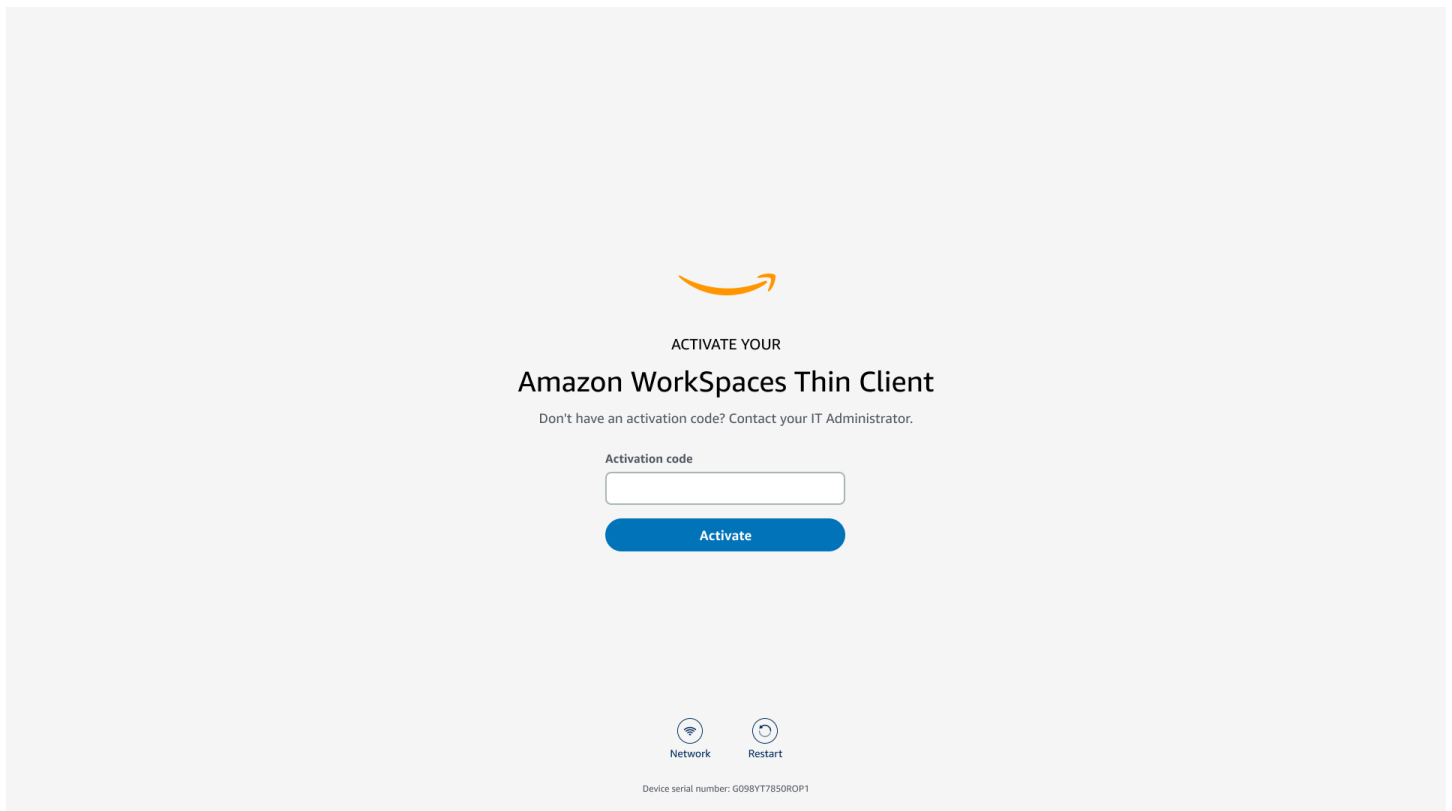 ACTIVATE YOUR
Amazon WorkSpaces Thin Client
Don't have an activation code? Contact your IT Administrator.
Activation code
Activate
Network
Restart
Device serial number: G098YT7850ROP1